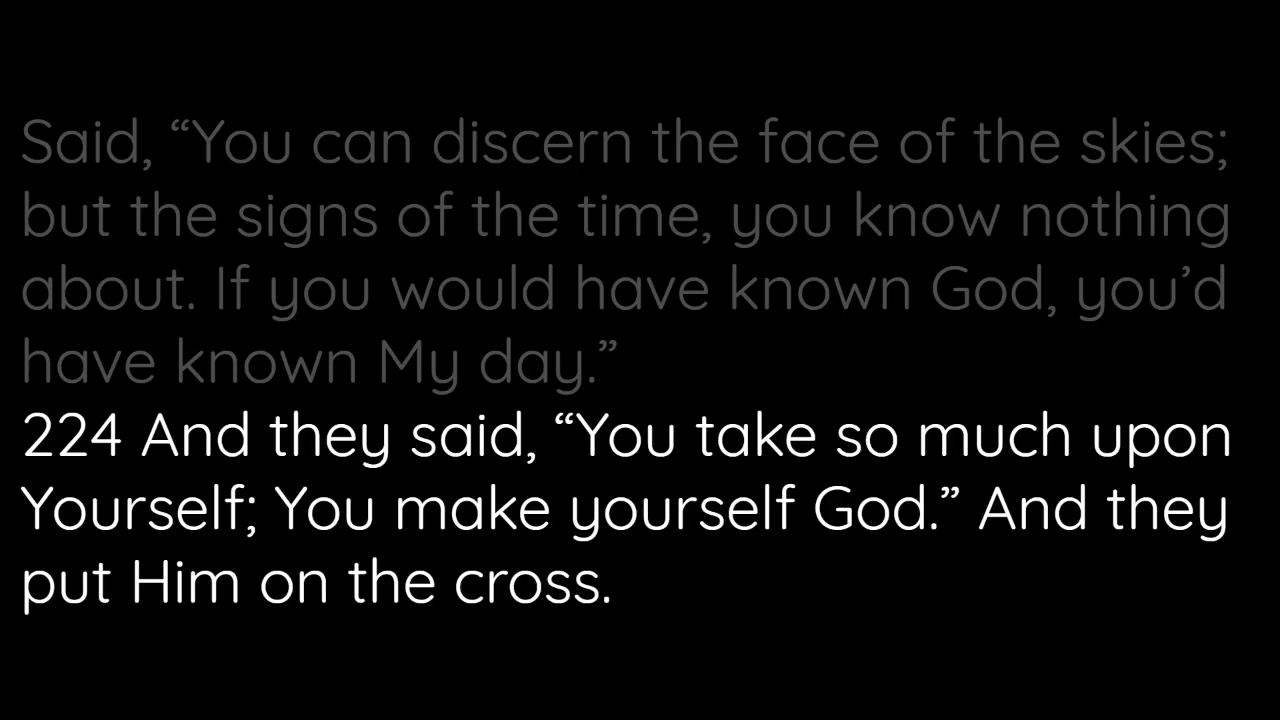 Said, “You can discern the face of the skies;
but the signs of the time, you know nothing
about. If you would have known God, you’d
have known My day.”
224 And they said, “You take so much upon
Yourself; You make yourself God.” And they
put Him on the cross.